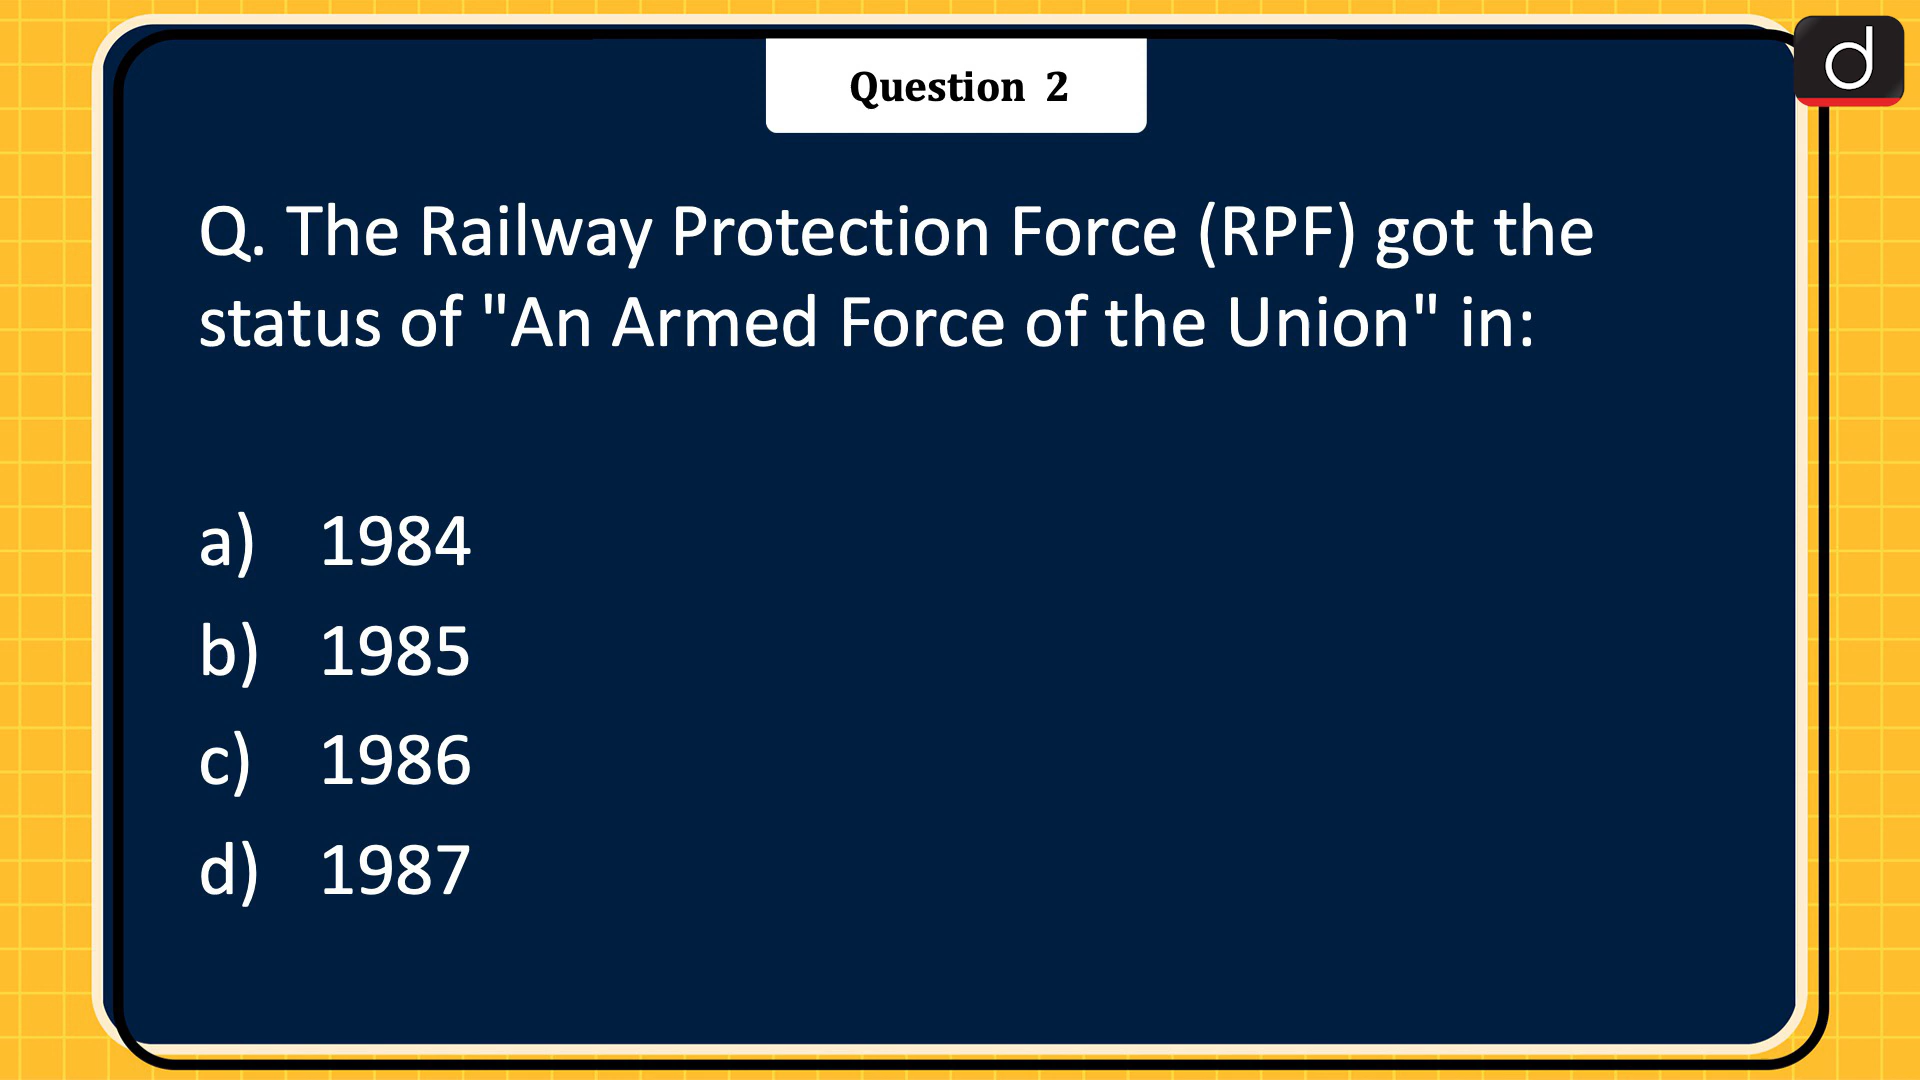 Question 2
d
Q. The Railway Protection Force (RPF) got the
status of "An Armed Force of the Union" in:
a) 1984
b) 1985
c) 1986
d) 1987